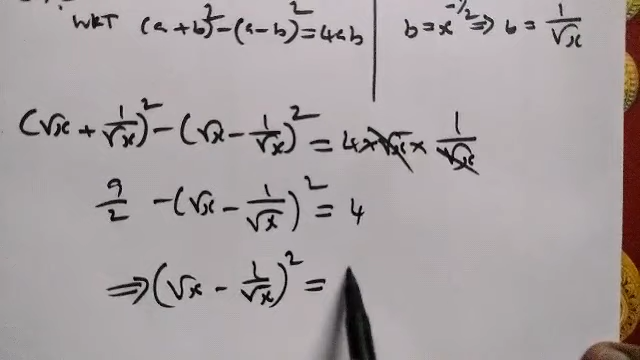 WKT (a+b)²-(a-b)²=4ab
b=x^-1/2 ⇒ b = 1/√x
(√x + 1/√x)² - (√x - 1/√x)² = 4×√x × 1/√x
9/2 - (√x - 1/√x)² = 4
⇒ (√x - 1/√x)² =